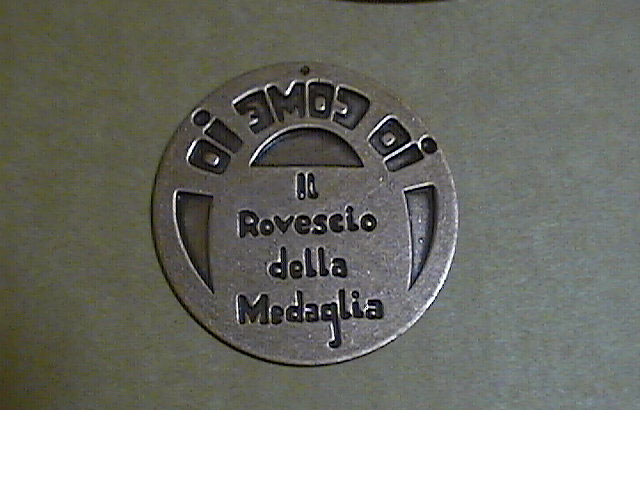 IO COME IO
Il
Rovescio
della
Medaglia